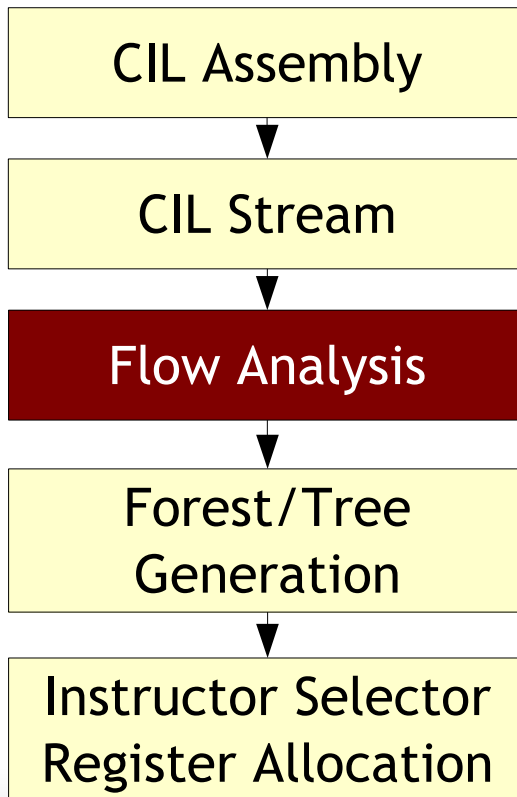 CIL Assembly
CIL Stream
Flow Analysis
Forest/Tree
Generation
Instructor Selector
Register Allocation